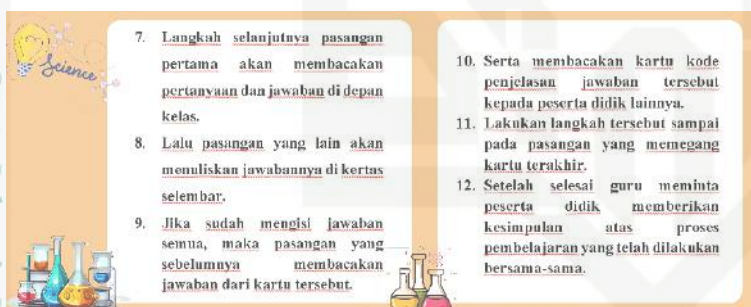 Science
7. Langkah selanjutnya pasangan
pertama akan membacakan
pertanyaan dan jawaban di depan
kelas.
8. Lalu pasangan yang lain akan
menuliskan jawabannya di kertas
selembar.
9. Jika sudah mengisi jawaban
semua, maka pasangan yang
sebelumnya membacakan
jawaban dari kartu tersebut.
10. Serta membacakan kartu kode
penjelasan jawaban tersebut
kepada peserta didik lainnya.
11. Lakukan langkah tersebut sampai
pada pasangan yang memegang
kartu terakhir.
12. Setelah selesai guru meminta
peserta didik memberikan
kesimpulan atas proses
pembelajaran yang telah dilakukan
bersama-sama.